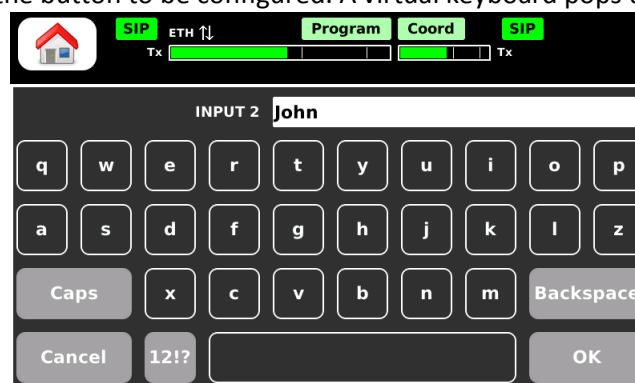 the button to be configured. A virtual keyboard pops
SIP ETH Program Coord SIP
Tx Tx
INPUT 2 John
q w e r t y u i o p
a s d f g h j k l z
Caps x c v b n m Backspace
Cancel 12!? OK